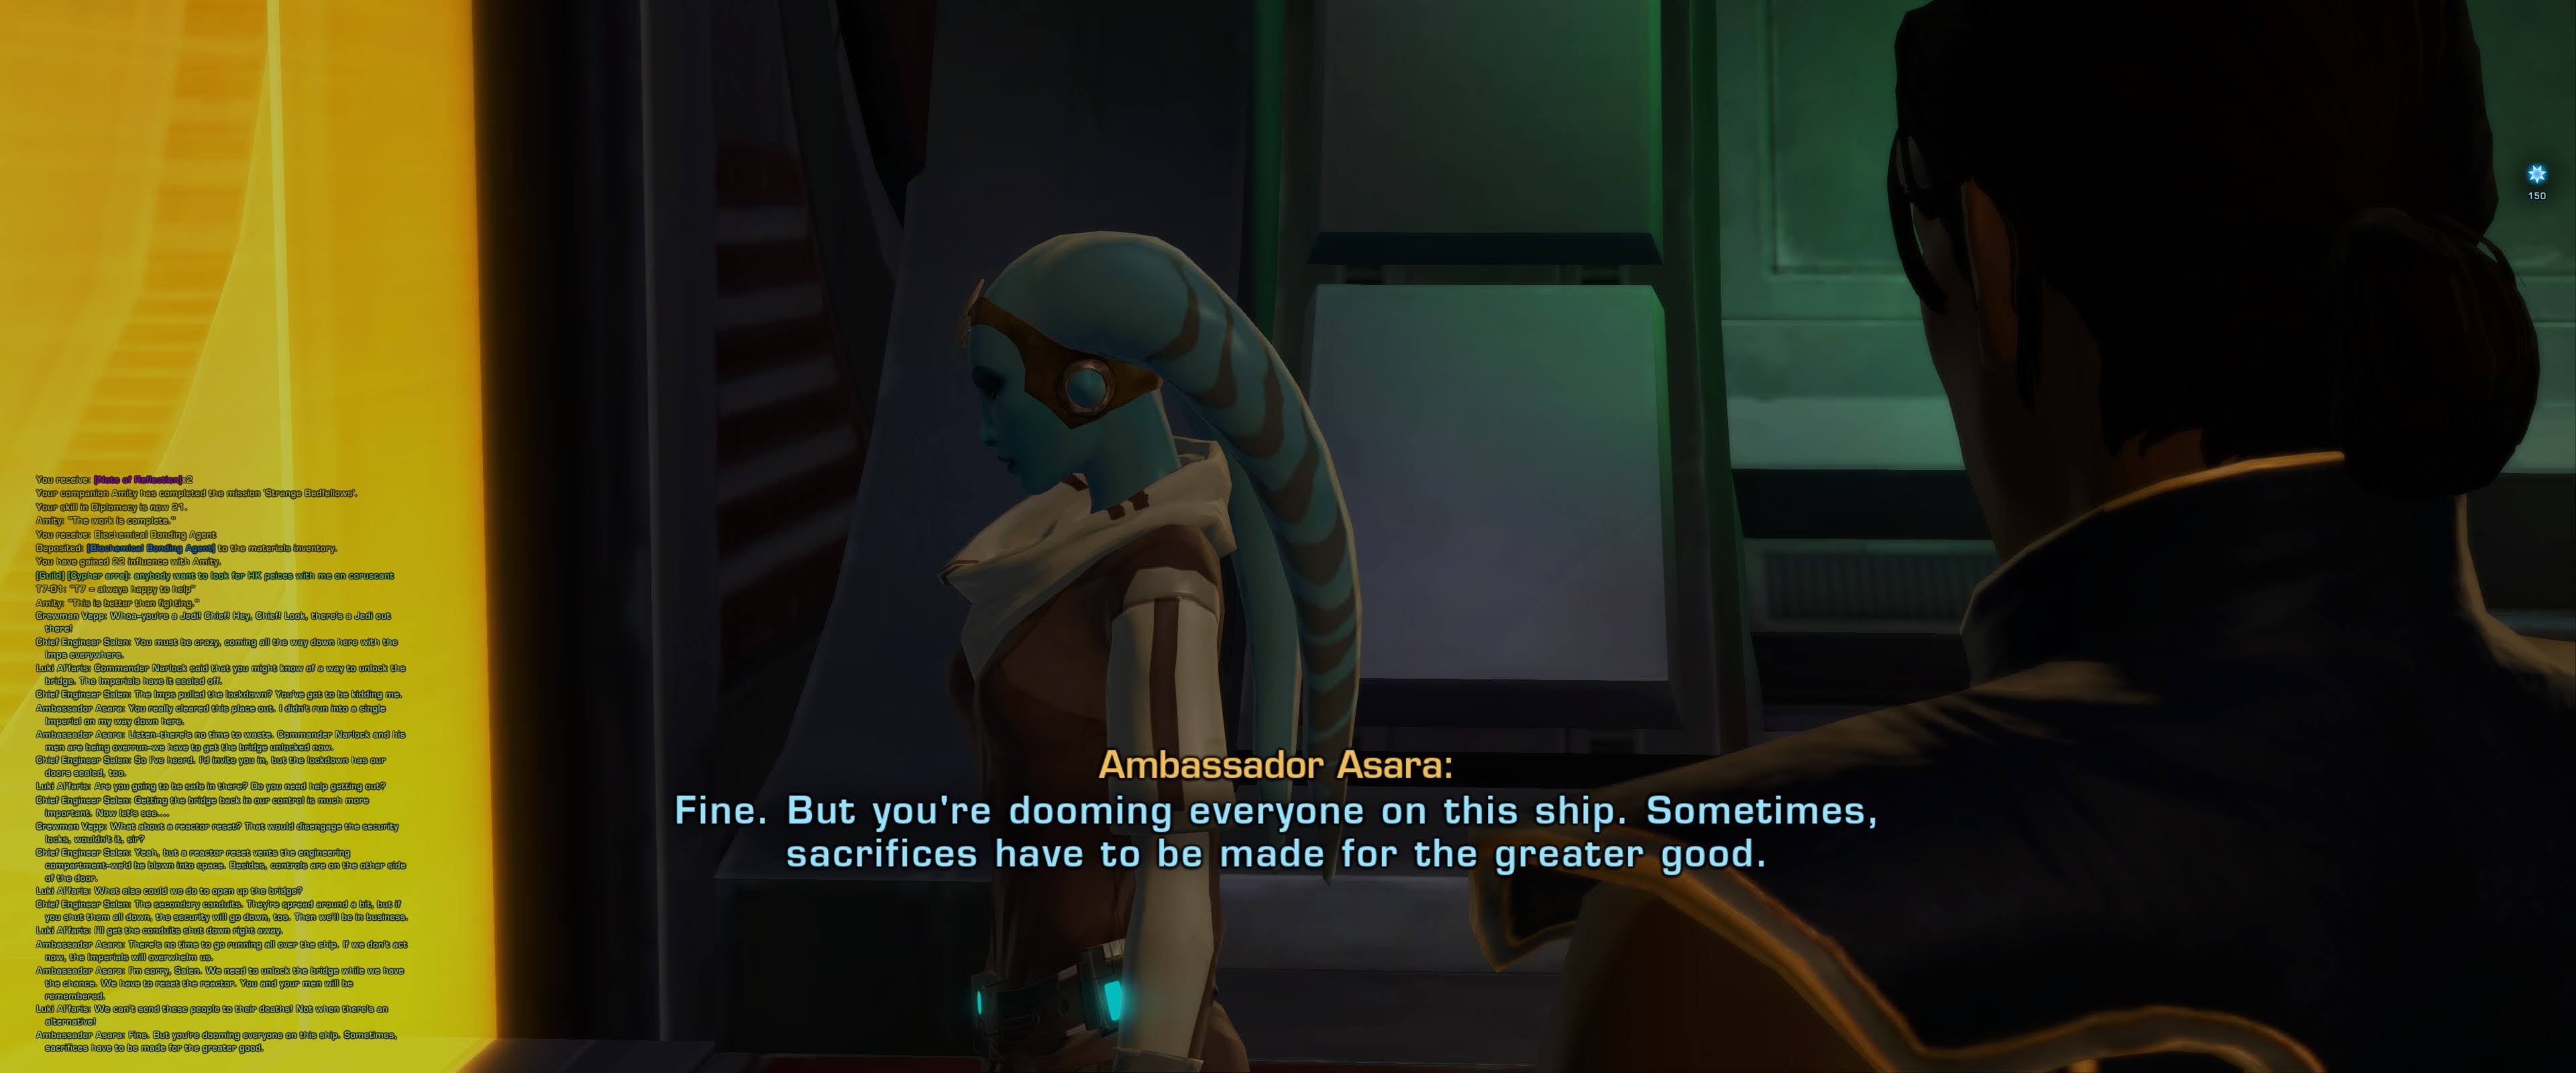 150
You receive: [Note of Reflection]x2
Your companion Amity has completed the mission 'Strange Bedfellows'.
Your skill in Diplomacy is now 21.
Amity: "The work is complete."
You receive: Biochemical Bonding Agent
Deposited: [Biochemical Bonding Agent] to the materials inventory.
You have gained 22 influence with Amity.
[Guild] [Cypher arra]: anybody want to look for HK peices with me on coruscant
T7-O1: "T7 = always happy to help"
Amity: "This is better than fighting."
Crewman Vepp: Whoa-you're a Jedi! Chief! Hey, Chief! Look, there's a Jedi out
there!
Chief Engineer Salen: You must be crazy, coming all the way down here with the
Imps everywhere.
Luki Al'faris: Commander Narlock said that you might know of a way to unlock the
bridge. The Imperials have it sealed off.
Chief Engineer Salen: The Imps pulled the lockdown? You've got to be kidding me.
Ambassador Asara: You really cleared this place out. I didn't run into a single
Imperial on my way down here.
Ambassador Asara: Listen-there's no time to waste. Commander Narlock and his
men are being overrun-we have to get the bridge unlocked now.
Chief Engineer Salen: So I've heard. I'd invite you in, but the lockdown has our
doors sealed, too.
Luki Al'faris: Are you going to be safe in there? Do you need help getting out?
Chief Engineer Salen: Getting the bridge back in our control is much more
important. Now let's see....
Crewman Vepp: What about a reactor reset? That would disengage the security
locks, wouldn't it, sir?
Chief Engineer Salen: Yeah, but a reactor reset vents the engineering
compartment-we'd be blown into space. Besides, controls are on the other side
of the door.
Luki Al'faris: What else could we do to open up the bridge?
Chief Engineer Salen: The secondary conduits. They're spread around a bit, but if
you shut them all down, the security will go down, too. Then we'll be in business.
Luki Al'faris: I'll get the conduits shut down right away.
Ambassador Asara: There's no time to go running all over the ship. If we don't act
now, the Imperials will overwhelm us.
Ambassador Asara: I'm sorry, Salen. We need to unlock the bridge while we have
the chance. We have to reset the reactor. You and your men will be
remembered.
Luki Al'faris: We can't send these people to their deaths! Not when there's an
alternative!
Ambassador Asara: Fine. But you're dooming everyone on this ship. Sometimes,
sacrifices have to be made for the greater good.
Ambassador Asara:
Fine. But you're dooming everyone on this ship. Sometimes,
sacrifices have to be made for the greater good.